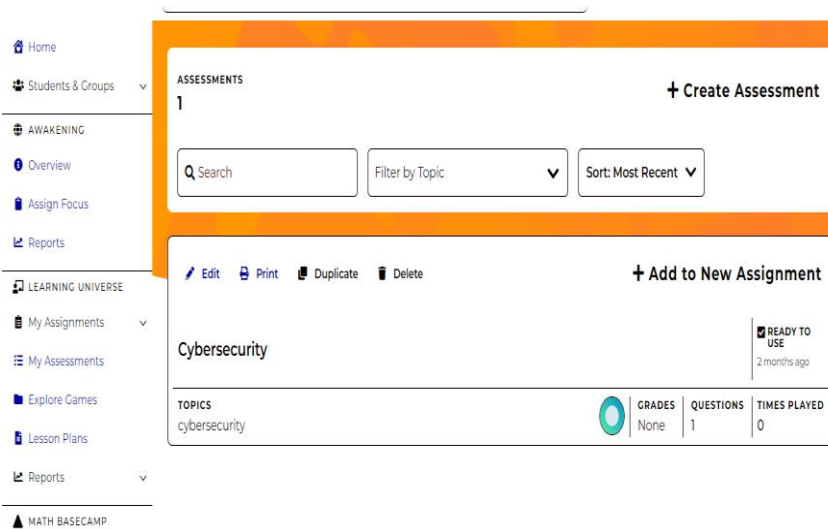 Home
Students & Groups
AWAKENING
Overview
Assign Focus
Reports
LEARNING UNIVERSE
My Assignments
My Assessments
Explore Games
Lesson Plans
Reports
MATH BASECAMP
ASSESSMENTS
1
+ Create Assessment
Search
Filter by Topic
Sort: Most Recent
Edit Print Duplicate Delete
+ Add to New Assignment
Cybersecurity
READY TO
USE
2 months ago
TOPICS
cybersecurity
GRADES
None
QUESTIONS
1
TIMES PLAYED
0